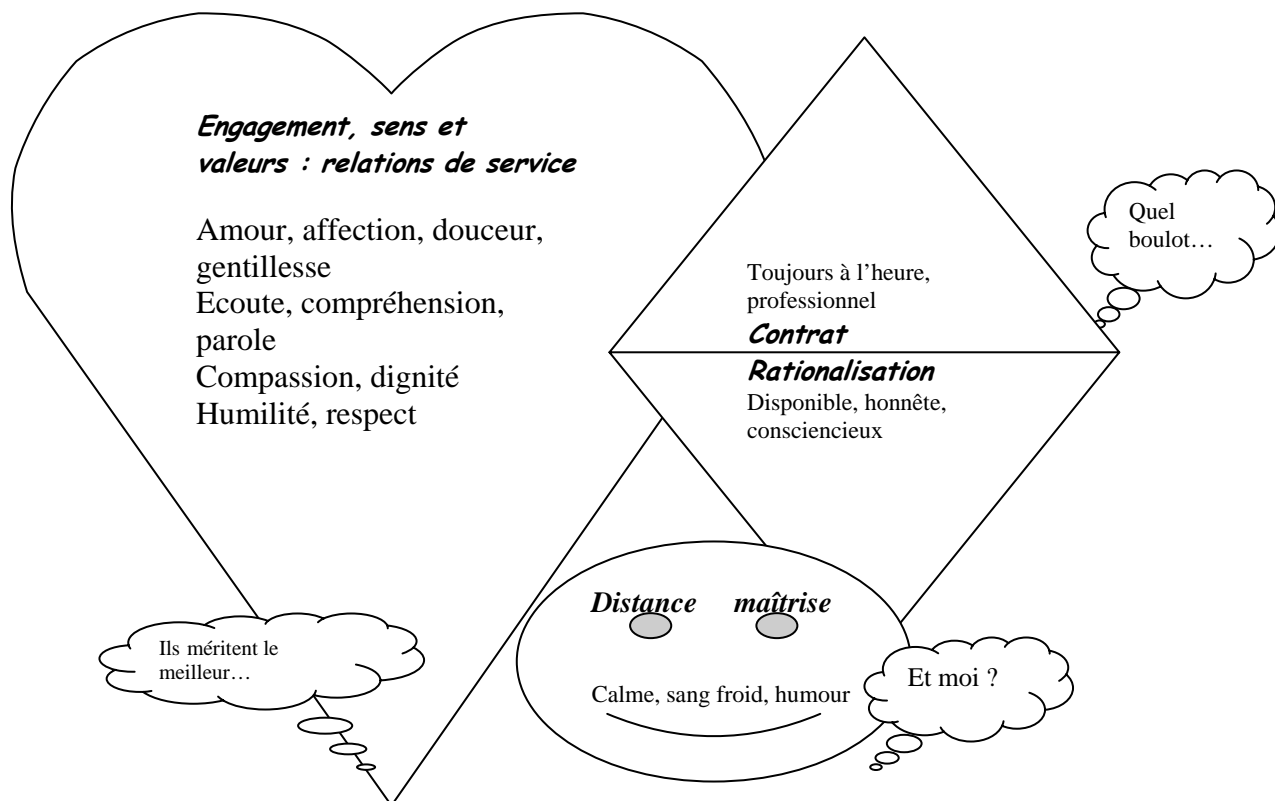 Engagement, sens et
valeurs : relations de service
Amour, affection, douceur,
gentillesse
Ecoute, compréhension,
parole
Compassion, dignité
Humilité, respect
Quel
boulot…
Toujours à l’heure,
professionnel
Contrat
Rationalisation
Disponible, honnête,
consciencieux
Distance maîtrise
Calme, sang froid, humour
Ils méritent le
meilleur…
Et moi ?